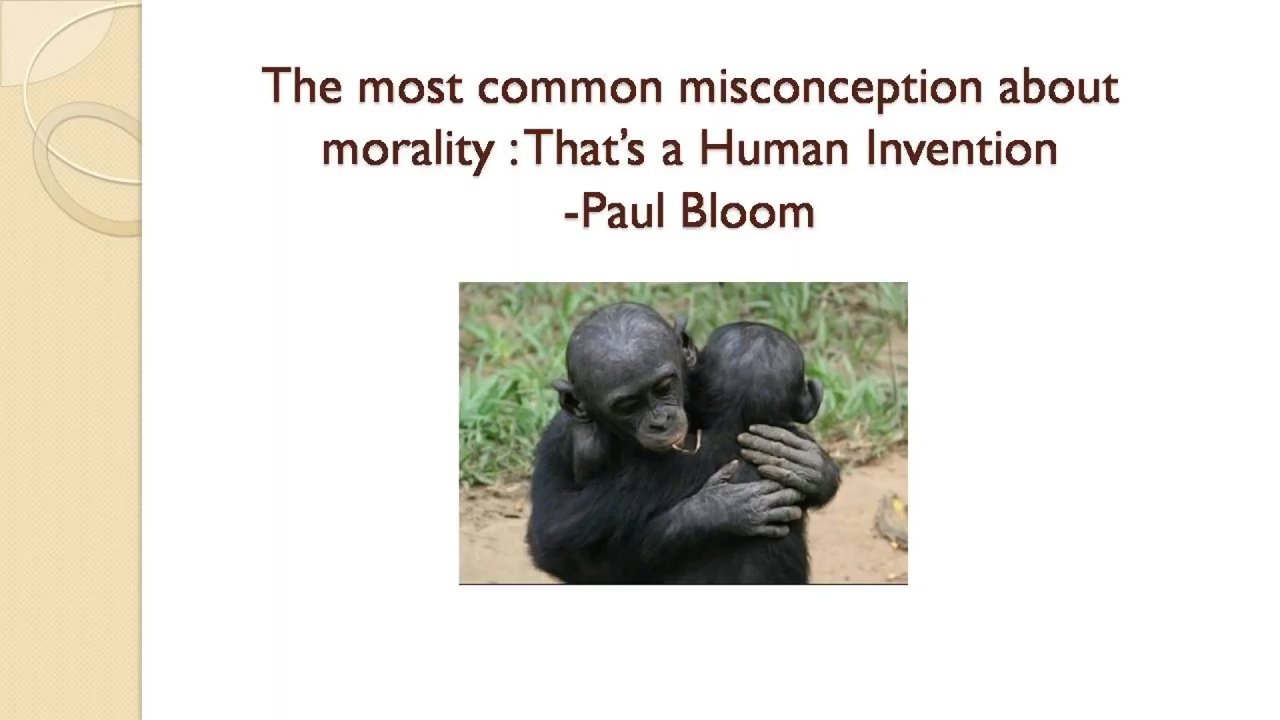 The most common misconception about
morality : That's a Human Invention
-Paul Bloom